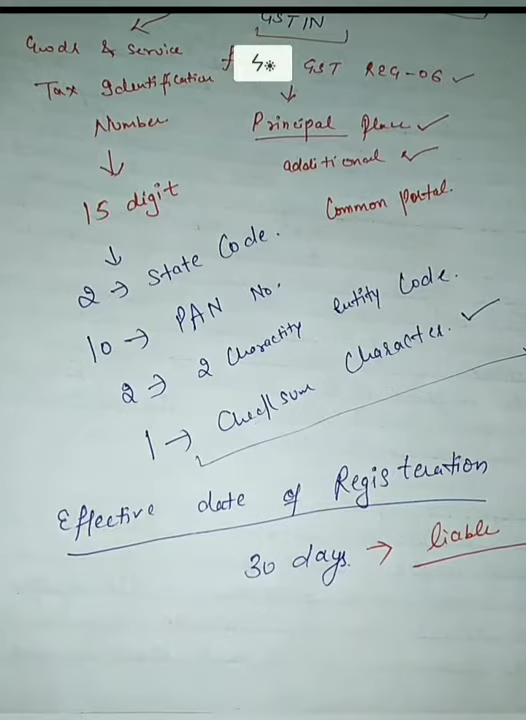 GSTIN
Goods & Service
Tax Identification
Number
↓
15 digit
↓
GST REG-06 ✓
↓
Principal place ✓
additional ✓
Common portal.
2 → State Code.
10 → PAN No.
2 → 2 Charactity entity Code.
1 → Checksum Character. ✓
Effective date of Registeration
30 days. → liable